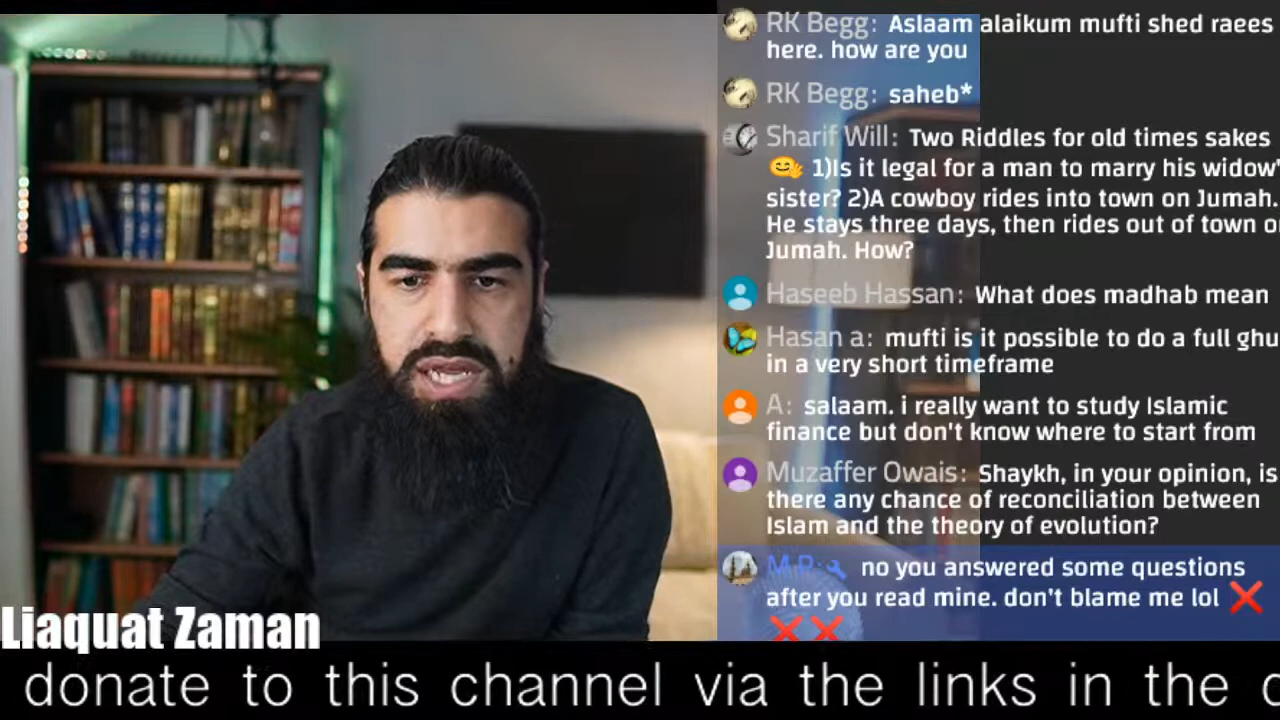 RK Begg: Aslaam alaikum mufti shed raees
here. how are you
RK Begg: saheb*
Sharif Will: Two Riddles for old times sakes
1)Is it legal for a man to marry his widow'
sister? 2)A cowboy rides into town on Jumah.
He stays three days, then rides out of town
Jumah. How?
Haseeb Hassan: What does madhab mean
Hasan a: mufti is it possible to do a full
in a very short timeframe
A: salaam. i really want to study Islamic
finance but don't know where to start from
Muzaffer Owais: Shaykh, in your opinion, is
there any chance of reconciliation between
Islam and the theory of evolution?
M.P: no you answered some questions
after you read mine. don't blame me lol
Liaquat Zaman
donate to this channel via the links in the